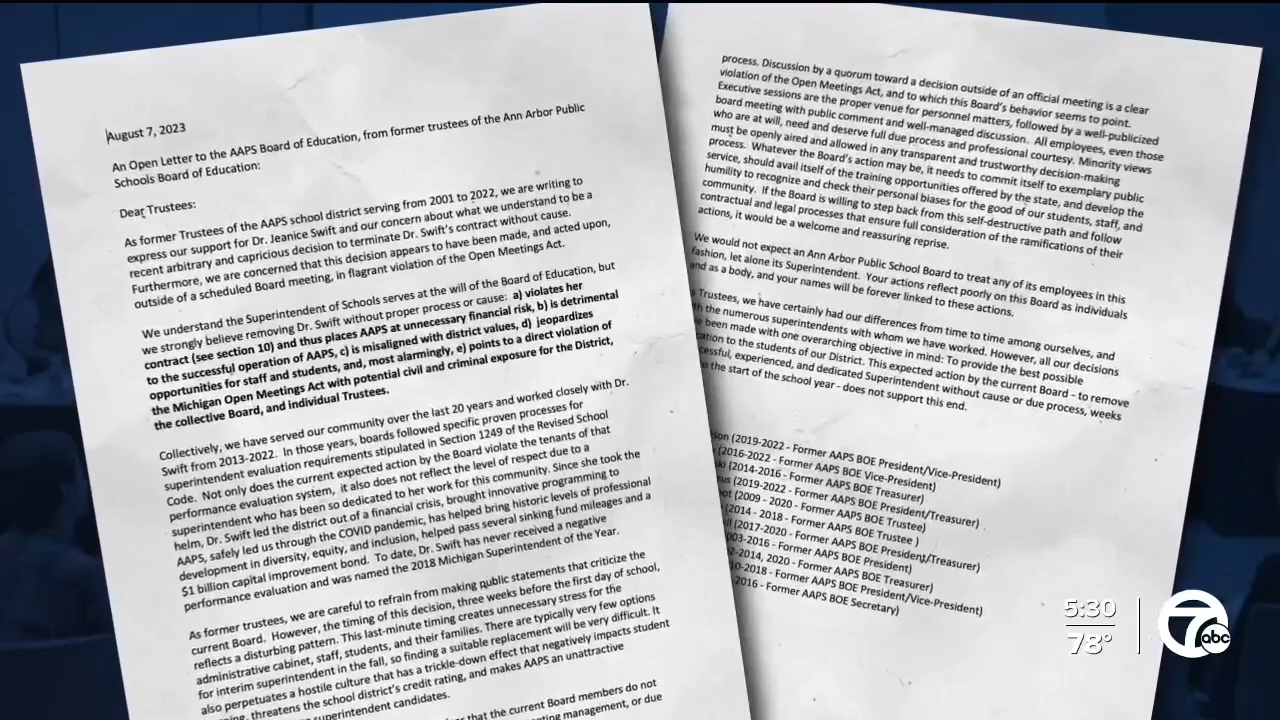 August 7, 2023
An Open Letter to the AAPS Board of Education, from former trustees of the Ann Arbor Public
Schools Board of Education:
Dear Trustees:
As former Trustees of the AAPS school district serving from 2001 to 2022, we are writing to
express our support for Dr. Jeanice Swift and our concern about what we understand to be a
recent arbitrary and capricious decision to terminate Dr. Swift's contract without cause.
Furthermore, we are concerned that this decision appears to have been made, and acted upon,
outside of a scheduled Board meeting, in flagrant violation of the Open Meetings Act.
We understand the Superintendent of Schools serves at the will of the Board of Education, but
we strongly believe removing Dr. Swift without proper process or cause: a) violates her
contract (see section 10) and thus places AAPS at unnecessary financial risk, b) is detrimental
to the successful operation of AAPS, c) is misaligned with district values, d) jeopardizes
opportunities for staff and students, and, most alarmingly, e) points to a direct violation of
the Michigan Open Meetings Act with potential civil and criminal exposure for the District,
the collective Board, and individual Trustees.
Collectively, we have served our community over the last 20 years and worked closely with Dr.
Swift from 2013-2022. In those years, boards followed specific proven processes for
superintendent evaluation requirements stipulated in Section 1249 of the Revised School
Code. Not only does the current expected action by the Board violate the tenants of that
performance evaluation system, it also does not reflect the level of respect due to a
superintendent who has been so dedicated to her work for this community. Since she took the
helm, Dr. Swift led the district out of a financial crisis, brought innovative programming to
AAPS, safely led us through the COVID pandemic, has helped bring historic levels of professional
development in diversity, equity, and inclusion, helped pass several sinking fund mileages and a
$1 billion capital improvement bond. To date, Dr. Swift has never received a negative
performance evaluation and was named the 2018 Michigan Superintendent of the Year.
As former trustees, we are careful to refrain from making public statements that criticize the
current Board. However, the timing of this decision, three weeks before the first day of school,
reflects a disturbing pattern. This last-minute timing creates unnecessary stress for the
administrative cabinet, staff, students, and their families. There are typically very few options
for interim superintendent in the fall, so finding a suitable replacement will be very difficult. It
also perpetuates a hostile culture that has a trickle-down effect that negatively impacts student
threatens the school district's credit rating, and makes AAPS an unattractive
superintendent candidates.
that the current Board members do not
management, or due
process. Discussion by a quorum toward a decision outside of an official meeting is a clear
violation of the Open Meetings Act, and to which this Board's behavior seems to point.
Executive sessions are the proper venue for personnel matters, followed by a well-publicized
board meeting with public comment and well-managed discussion. All employees, even those
who are at will, need and deserve full due process and professional courtesy. Minority views
must be openly aired and allowed in any transparent and trustworthy decision-making
process. Whatever the Board's action may be, it needs to commit itself to exemplary public
service, should avail itself of the training opportunities offered by the state, and develop the
humility to recognize and check their personal biases for the good of our students, staff, and
community. If the Board is willing to step back from this self-destructive path and follow
contractual and legal processes that ensure full consideration of the ramifications of their
actions, it would be a welcome and reassuring reprise.
We would not expect an Ann Arbor Public School Board to treat any of its employees in this
fashion, let alone its Superintendent. Your actions reflect poorly on this Board as individuals
and as a body, and your names will be forever linked to these actions.
Trustees, we have certainly had our differences from time to time among ourselves, and
the numerous superintendents with whom we have worked. However, all our decisions
been made with one overarching objective in mind: To provide the best possible
to the students of our District. This expected action by the current Board - to remove
experienced, and dedicated Superintendent without cause or due process, weeks
the start of the school year - does not support this end.
(2019-2022 - Former AAPS BOE President/Vice-President)
(2016-2022 - Former AAPS BOE Vice-President)
(2014-2016 - Former AAPS BOE Treasurer)
(2019-2022 - Former AAPS BOE President/Treasurer)
(2009 - 2020 - Former AAPS BOE Trustee)
(2014 - 2018 - Former AAPS BOE Trustee )
(2017-2020 - Former AAPS BOE President/Treasurer)
-2016 - Former AAPS BOE President)
-2014, 2020 - Former AAPS BOE Treasurer)
-2018 - Former AAPS BOE President/Vice-President)
2016 - Former AAPS BOE Secretary)
5:30
78°
7 abc